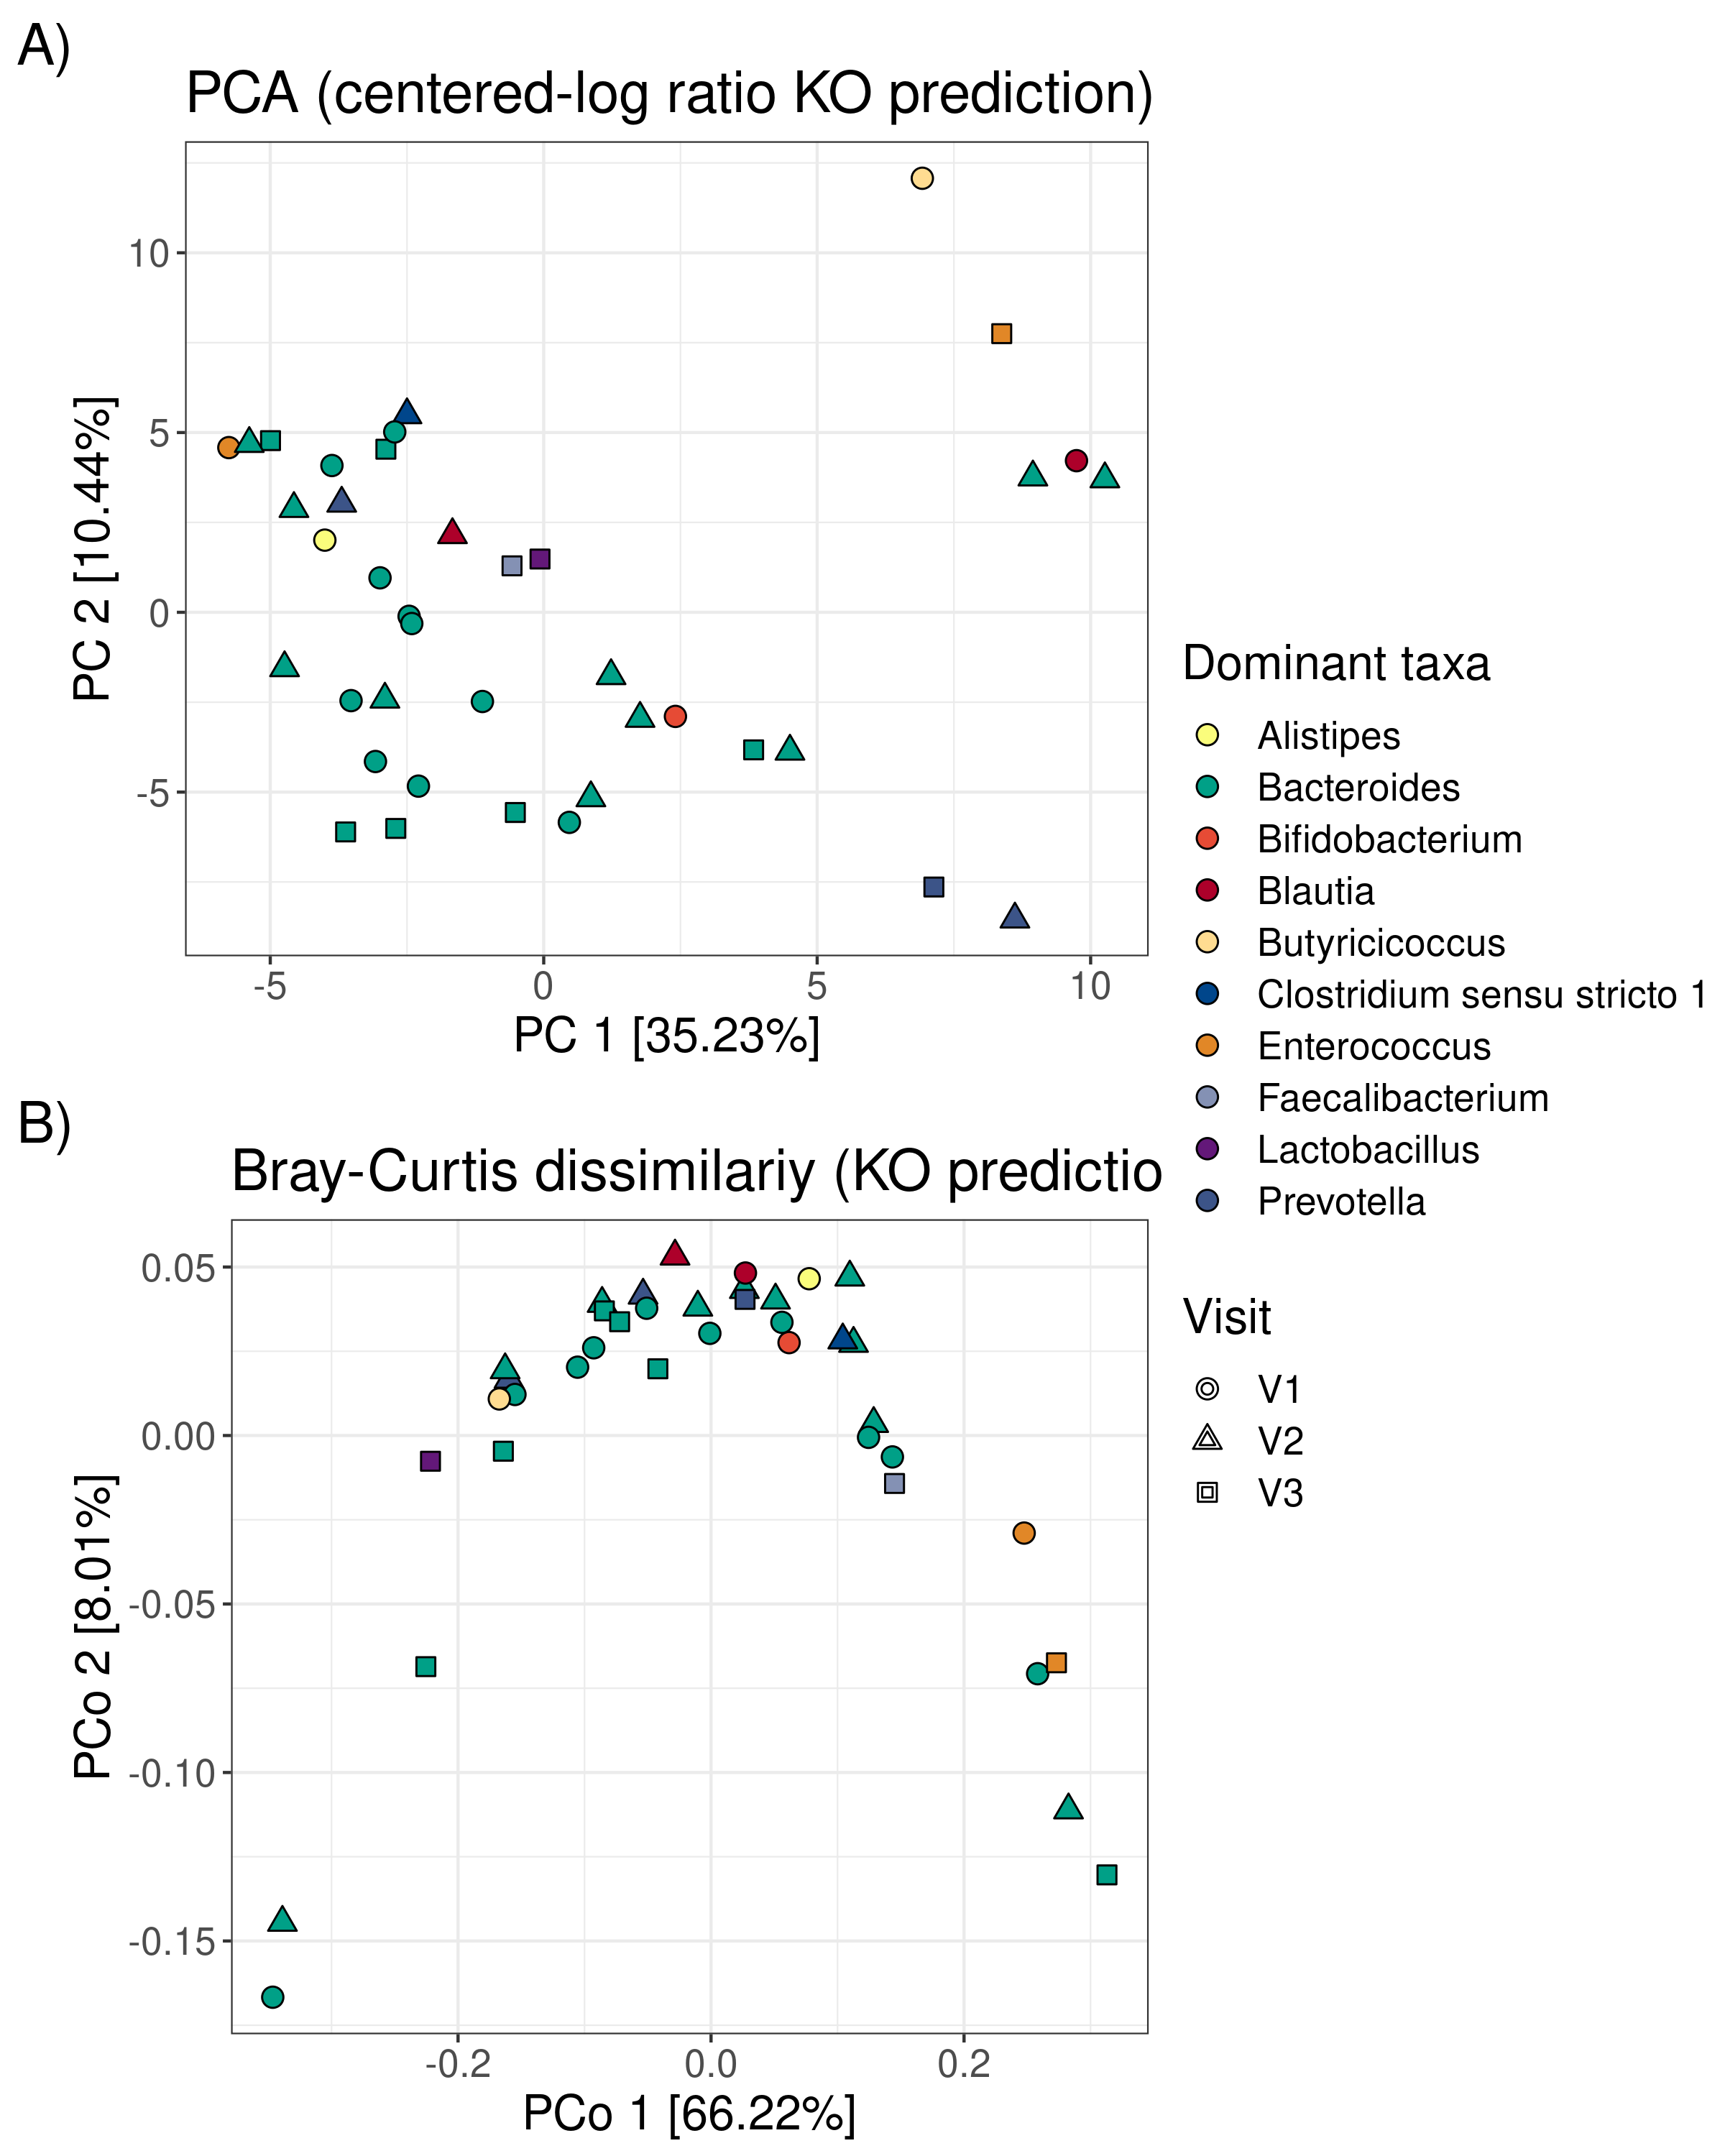 A)
PCA (centered-log ratio KO prediction)
10
5
0
-5
PC 2 [10.44%]
-5
0
5
10
PC 1 [35.23%]
Dominant taxa
Alistipes
Bacteroides
Bifidobacterium
Blautia
Butyricicoccus
Clostridium sensu stricto 1
Enterococcus
Faecalibacterium
Lactobacillus
Prevotella
Visit
V1
V2
V3
B)
Bray-Curtis dissimilariy (KO predictio
0.05
0.00
-0.05
-0.10
-0.15
PCo 2 [8.01%]
-0.2
0.0
0.2
PCo 1 [66.22%]